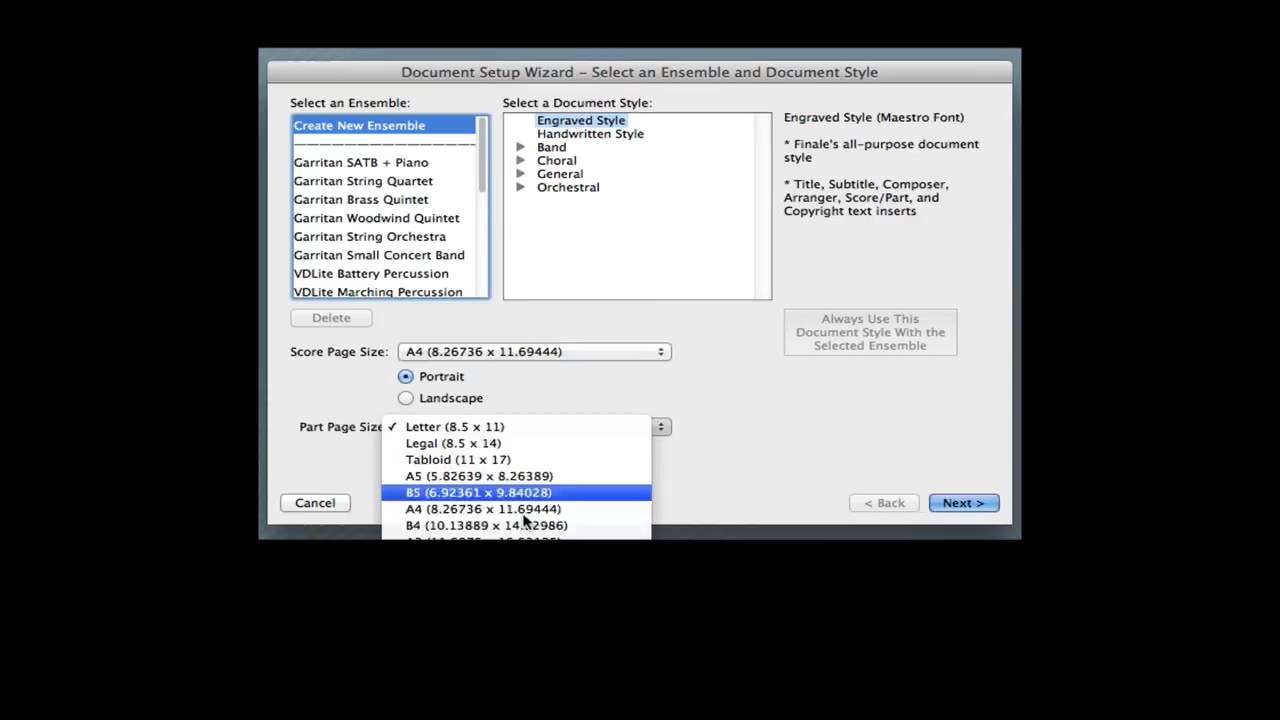 Document Setup Wizard – Select an Ensemble and Document Style
Select an Ensemble:
Create New Ensemble
Garritan SATB + Piano
Garritan String Quartet
Garritan Brass Quintet
Garritan Woodwind Quintet
Garritan String Orchestra
Garritan Small Concert Band
VDLite Battery Percussion
VDLite Marching Percussion
Delete
Select a Document Style:
Engraved Style
Handwritten Style
Band
Choral
General
Orchestral
Engraved Style (Maestro Font)
* Finale's all-purpose document
style
* Title, Subtitle, Composer,
Arranger, Score/Part, and
Copyright text inserts
Always Use This
Document Style With the
Selected Ensemble
Score Page Size: A4 (8.26736 x 11.69444)
Portrait
Landscape
Part Page Size
✓ Letter (8.5 x 11)
Legal (8.5 x 14)
Tabloid (11 x 17)
A5 (5.82639 x 8.26389)
B5 (6.92361 x 9.84028)
A4 (8.26736 x 11.69444)
B4 (10.13889 x
Cancel
< Back
Next >